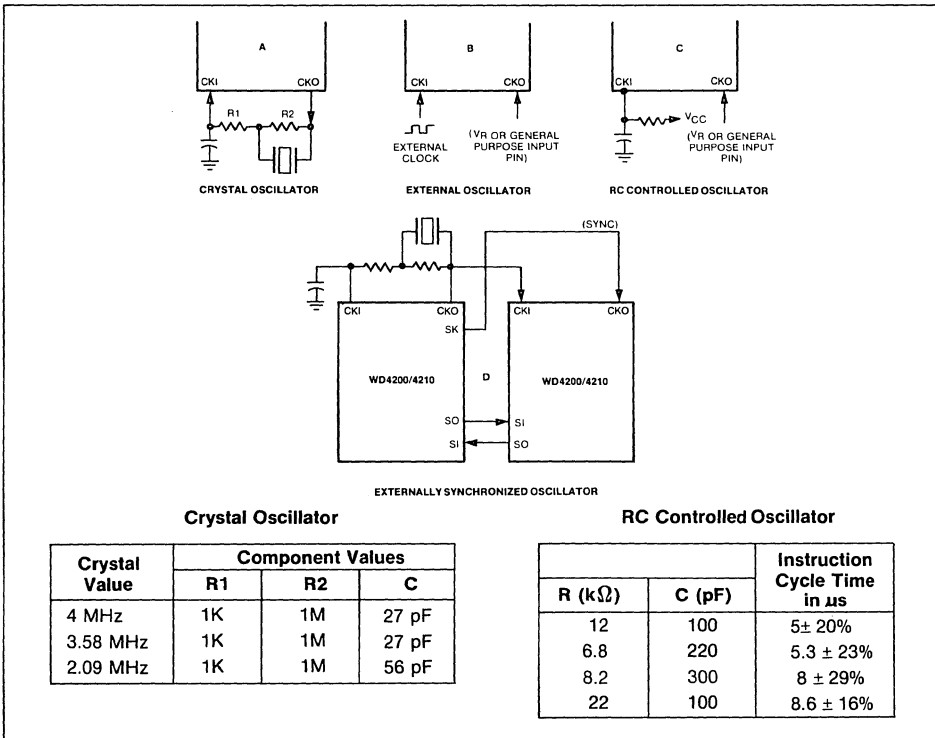 A
CKI CKO
R1 R2
CRYSTAL OSCILLATOR
B
CKI CKO
EXTERNAL
CLOCK
(VR OR GENERAL
PURPOSE INPUT
PIN)
EXTERNAL OSCILLATOR
C
CKI CKO
VCC
(VR OR GENERAL
PURPOSE INPUT
PIN)
RC CONTROLLED OSCILLATOR
(SYNC)
CKI CKO
SK
WD4200/4210
SO
SI
D
CKI CKO
WD4200/4210
SI
SO
EXTERNALLY SYNCHRONIZED OSCILLATOR
Crystal Oscillator
Crystal
Value
Component Values
R1 R2 C
4 MHz 1K 1M 27 pF
3.58 MHz 1K 1M 27 pF
2.09 MHz 1K 1M 56 pF
RC Controlled Oscillator
R (kΩ) C (pF)
Instruction
Cycle Time
in µs
12 100 5± 20%
6.8 220 5.3 ± 23%
8.2 300 8 ± 29%
22 100 8.6 ± 16%